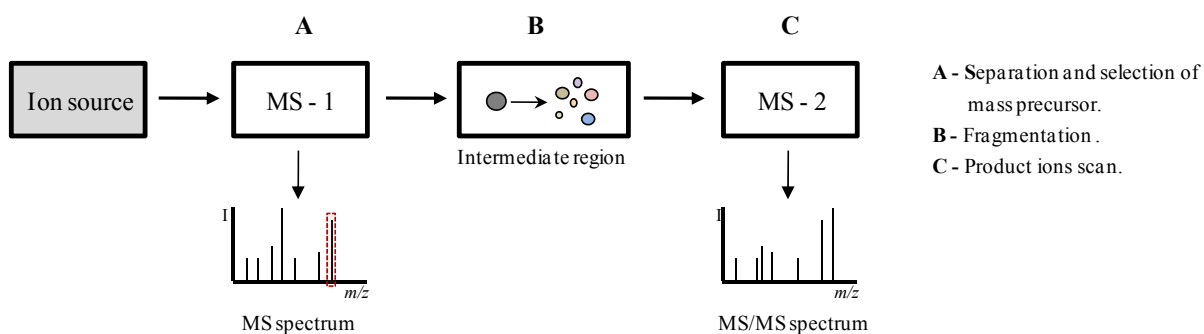 A
B
C
Ion source
MS - 1
MS - 2
Intermediate region
A - Separation and selection of
mass precursor.
B - Fragmentation .
C - Product ions scan.
I
m/z
MS spectrum
I
m/z
MS/MS spectrum